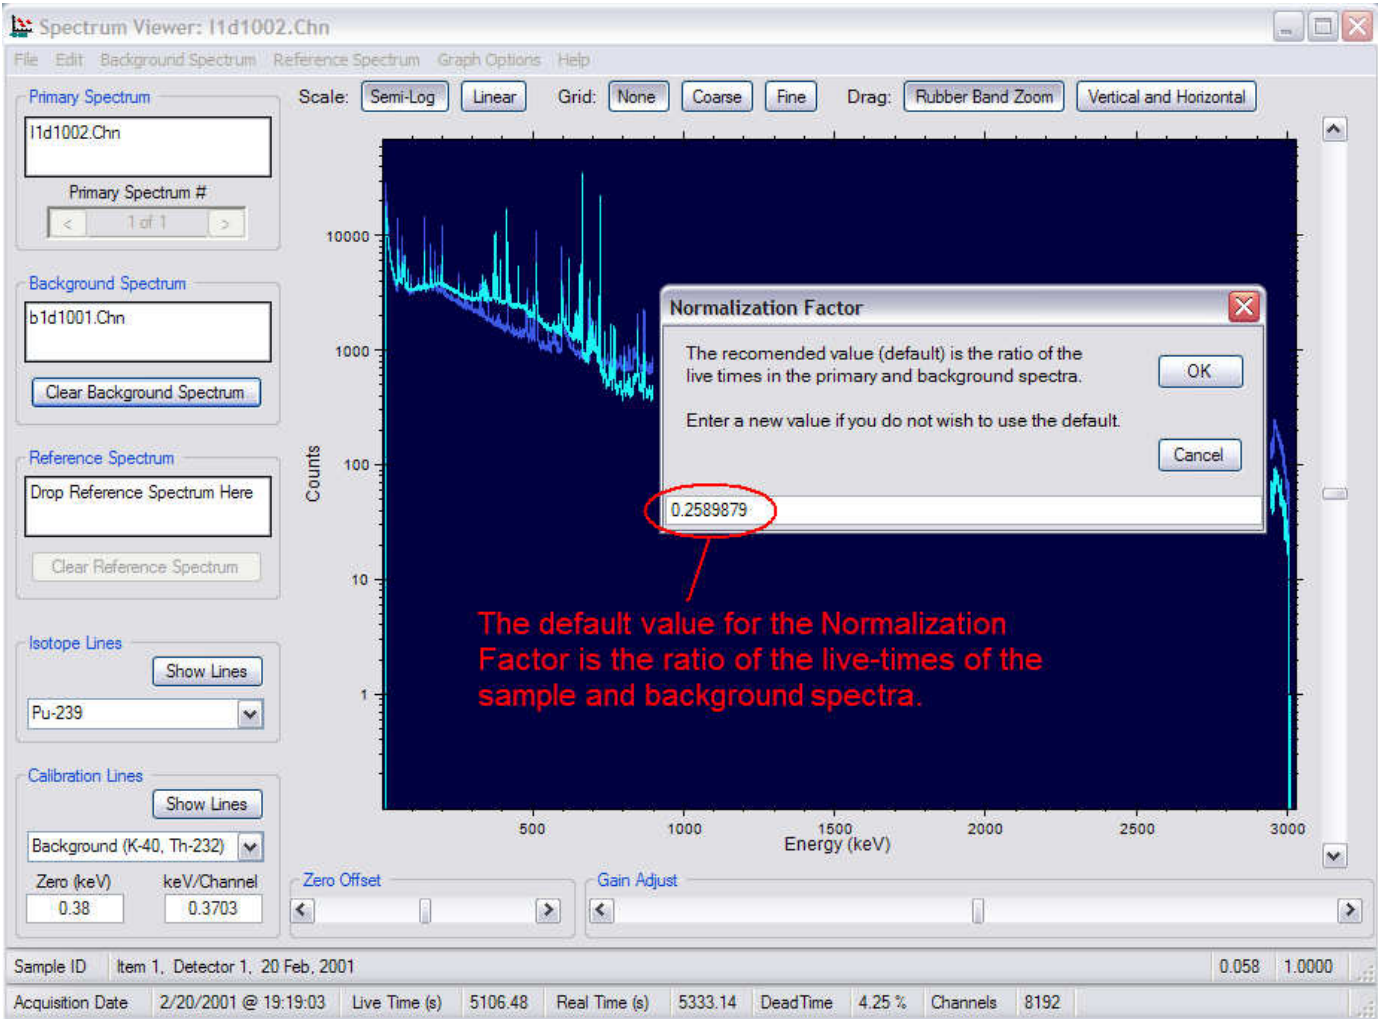 Spectrum Viewer: I1d1002.Chn
File Edit Background Spectrum Reference Spectrum Graph Options Help
Primary Spectrum
I1d1002.Chn
Primary Spectrum #
< 1 of 1 >
Background Spectrum
b1d1001.Chn
Clear Background Spectrum
Reference Spectrum
Drop Reference Spectrum Here
Clear Reference Spectrum
Isotope Lines
Show Lines
Pu-239
Calibration Lines
Show Lines
Background (K-40, Th-232)
Zero (keV) keV/Channel
0.38 0.3703
Scale: Semi-Log Linear Grid: None Coarse Fine Drag: Rubber Band Zoom Vertical and Horizontal
10000
1000
100
10
1
Counts
500 1000 1500 2000 2500 3000
Energy (keV)
Normalization Factor
The recomended value (default) is the ratio of the
live times in the primary and background spectra.
Enter a new value if you do not wish to use the default.
OK
Cancel
0.2589879
The default value for the Normalization
Factor is the ratio of the live-times of the
sample and background spectra.
Zero Offset
Gain Adjust
Sample ID Item 1, Detector 1, 20 Feb, 2001 0.058 1.0000
Acquisition Date 2/20/2001 @ 19:19:03 Live Time (s) 5106.48 Real Time (s) 5333.14 DeadTime 4.25 % Channels 8192